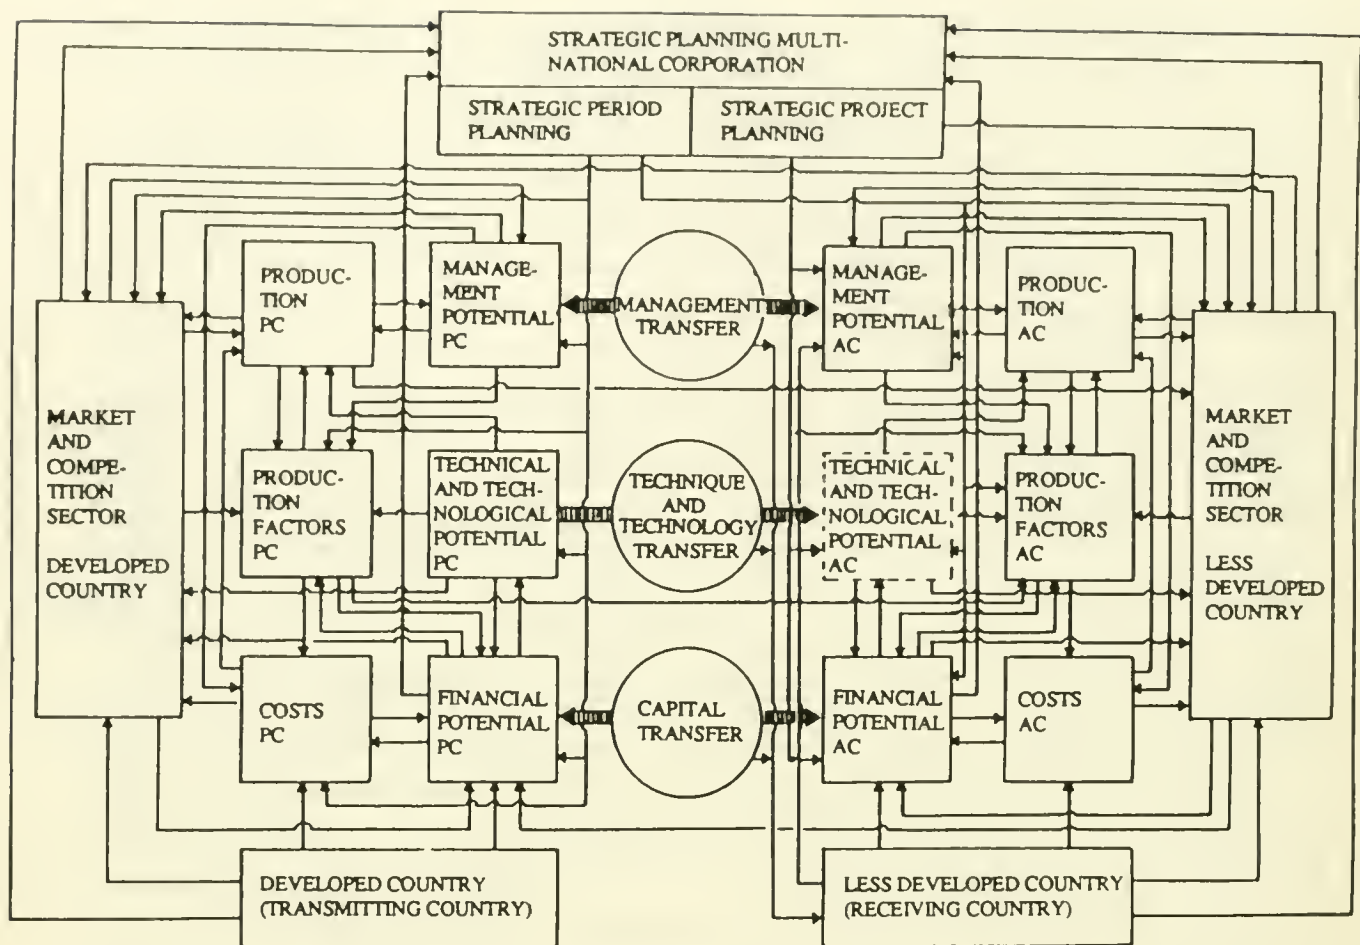 STRATEGIC PLANNING MULTI-
NATIONAL CORPORATION
STRATEGIC PERIOD
PLANNING
STRATEGIC PROJECT
PLANNING
PRODUC-
TION
PC
MANAGE-
MENT
POTENTIAL
PC
MANAGEMENT
TRANSFER
MANAGE-
MENT
POTENTIAL
AC
PRODUC-
TION
AC
MARKET
AND
COMPE-
TITION
SECTOR
DEVELOPED
COUNTRY
PRODUC-
TION
FACTORS
PC
TECHNICAL
AND TECH-
NOLOGICAL
POTENTIAL
PC
TECHNIQUE
AND
TECHNOLOGY
TRANSFER
TECHNICAL
AND TECH-
NOLOGICAL
POTENTIAL
AC
PRODUC-
TION
FACTORS
AC
MARKET
AND
COMPE-
TITION
SECTOR
LESS
DEVELOPED
COUNTRY
COSTS
PC
FINANCIAL
POTENTIAL
PC
CAPITAL
TRANSFER
FINANCIAL
POTENTIAL
AC
COSTS
AC
DEVELOPED COUNTRY
(TRANSMITTING COUNTRY)
LESS DEVELOPED COUNTRY
(RECEIVING COUNTRY)